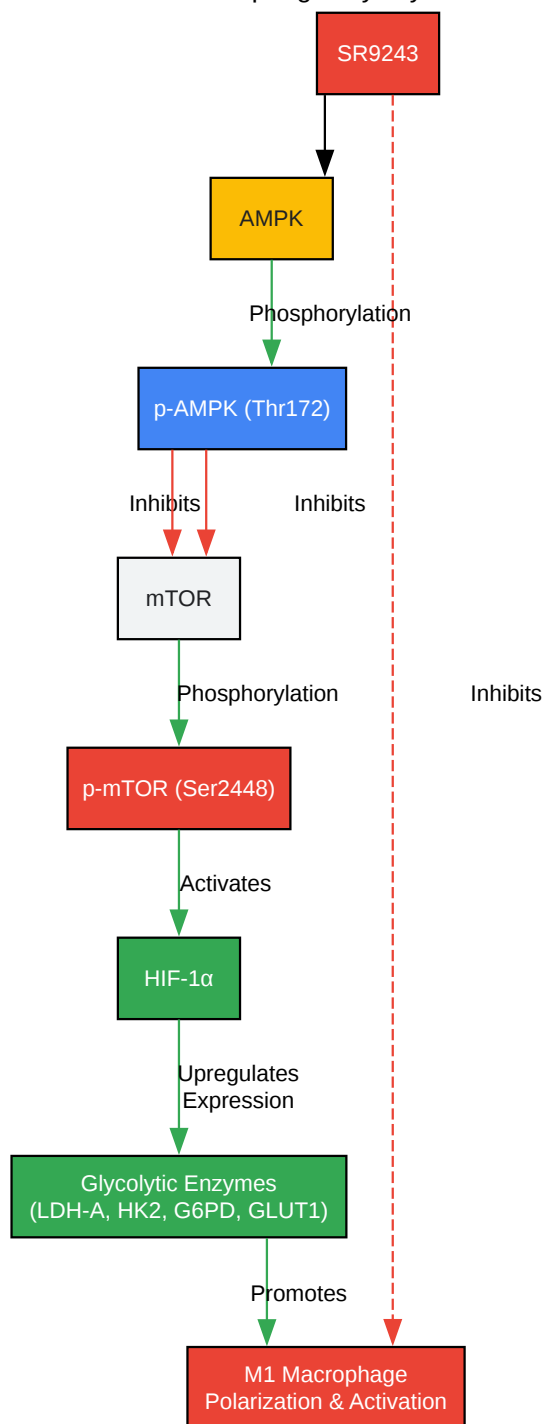 SR9243
AMPK
Phosphorylation
p-AMPK (Thr172)
Inhibits
Inhibits
mTOR
Phosphorylation
Inhibits
p-mTOR (Ser2448)
Activates
HIF-1α
Upregulates
Expression
Glycolytic Enzymes
(LDH-A, HK2, G6PD, GLUT1)
Promotes
M1 Macrophage
Polarization & Activation